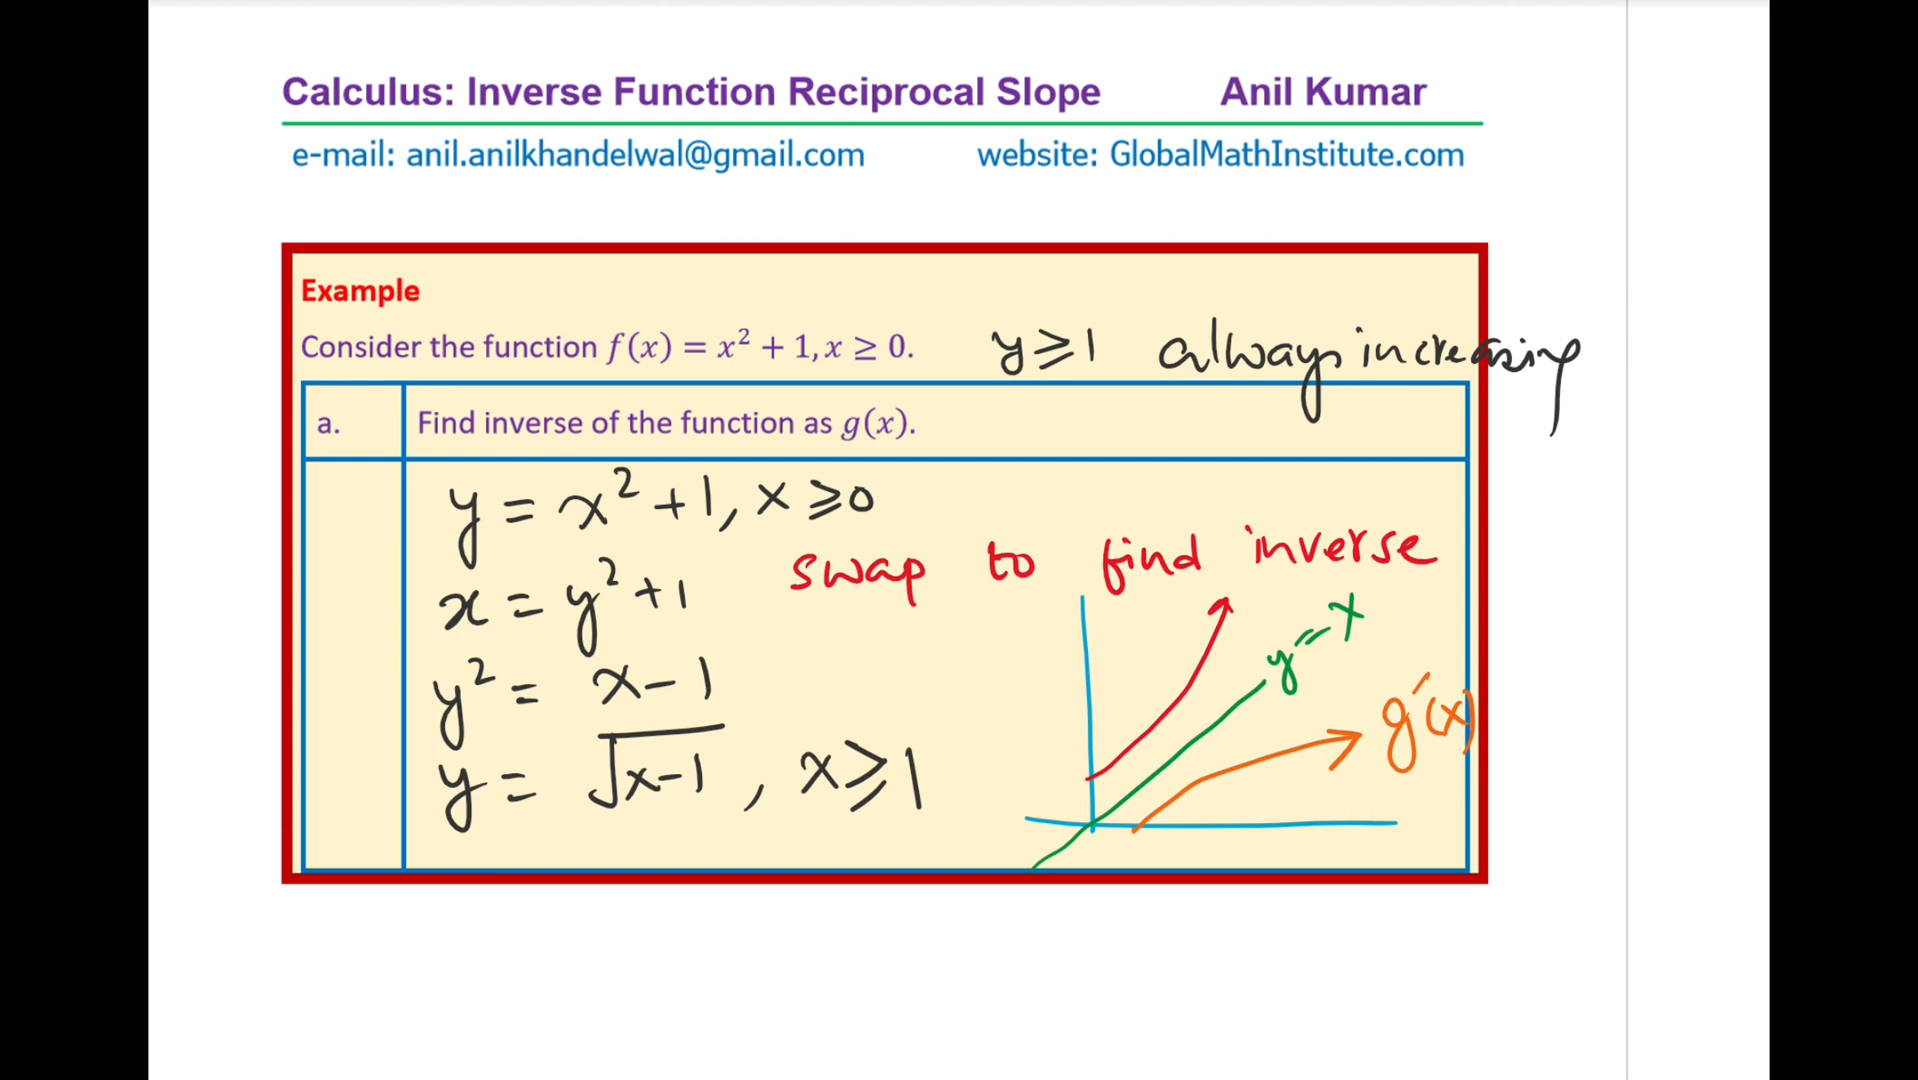 Calculus: Inverse Function Reciprocal Slope Anil Kumar
e-mail: anil.anilkhandelwal@gmail.com website: GlobalMathInstitute.com
Example
Consider the function f(x) = x² + 1, x ≥ 0. y ⩾ 1 always increasing
a. Find inverse of the function as g(x).
y = x² + 1, x ⩾ 0
swap to find inverse
x = y² + 1
y = x
y² = x - 1
g'(x)
y = √x-1 , x ⩾ 1